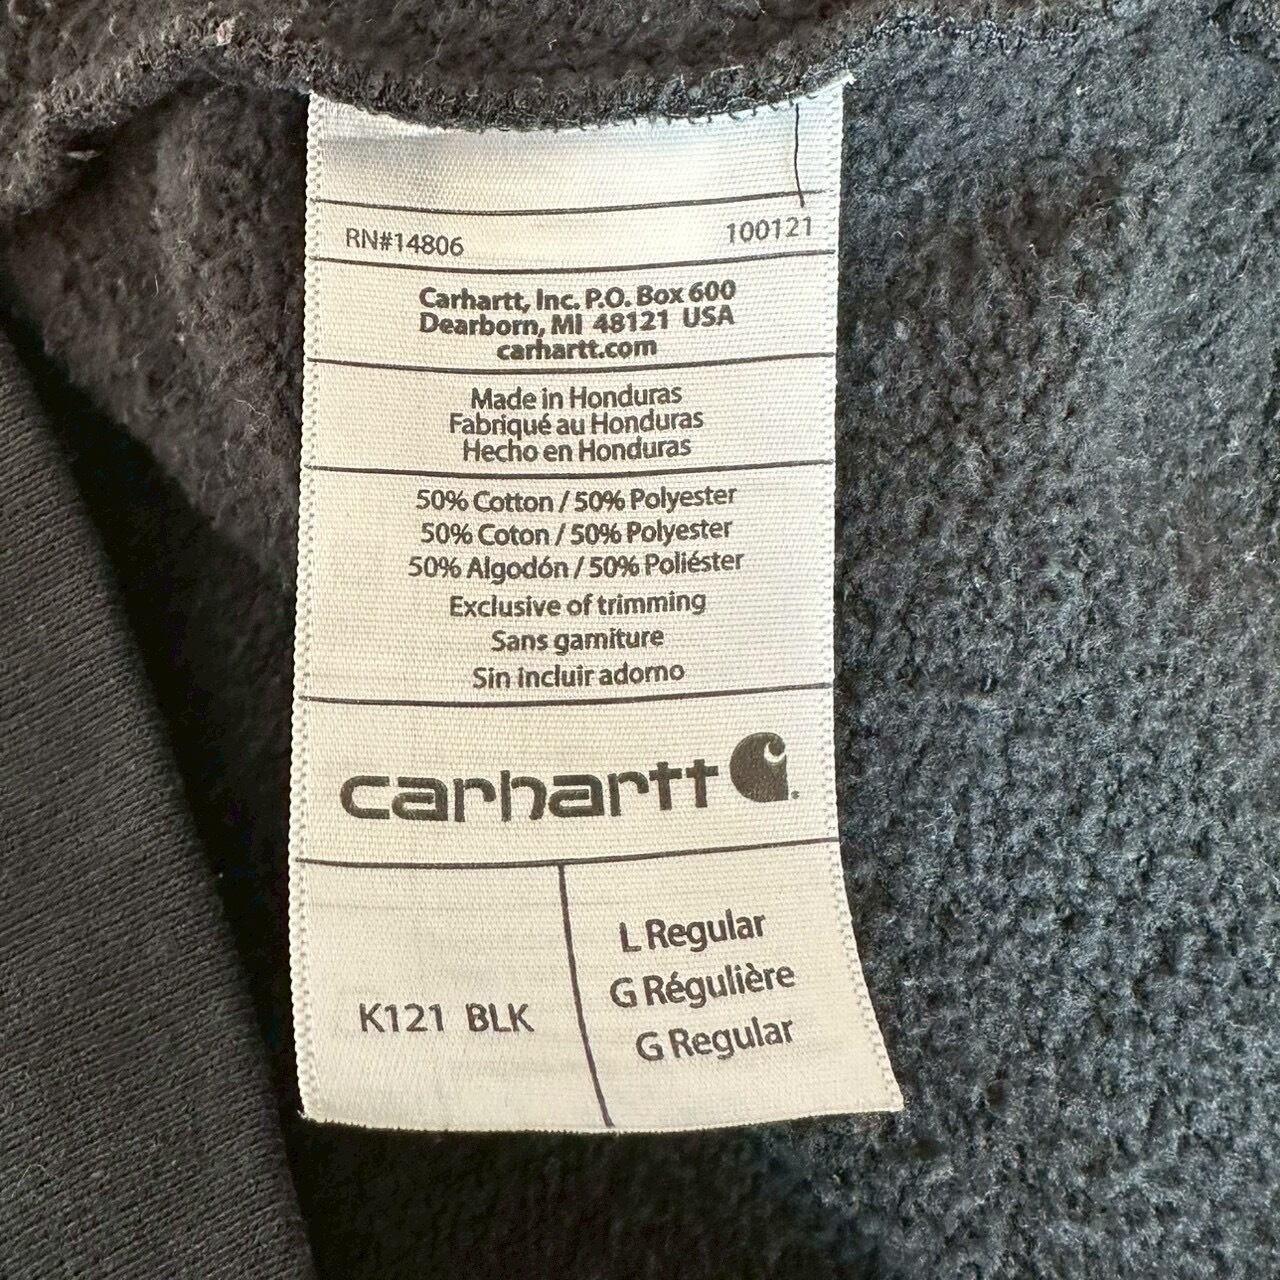 RN#14806 100121
Carhartt, Inc. P.O. Box 600
Dearborn, MI 48121 USA
carhartt.com
Made in Honduras
Fabriqué au Honduras
Hecho en Honduras
50% Cotton / 50% Polyester
50% Coton / 50% Polyester
50% Algodón / 50% Poliéster
Exclusive of trimming
Sans garniture
Sin incluir adorno
carhartt
K121 BLK
L Regular
G Régulière
G Regular